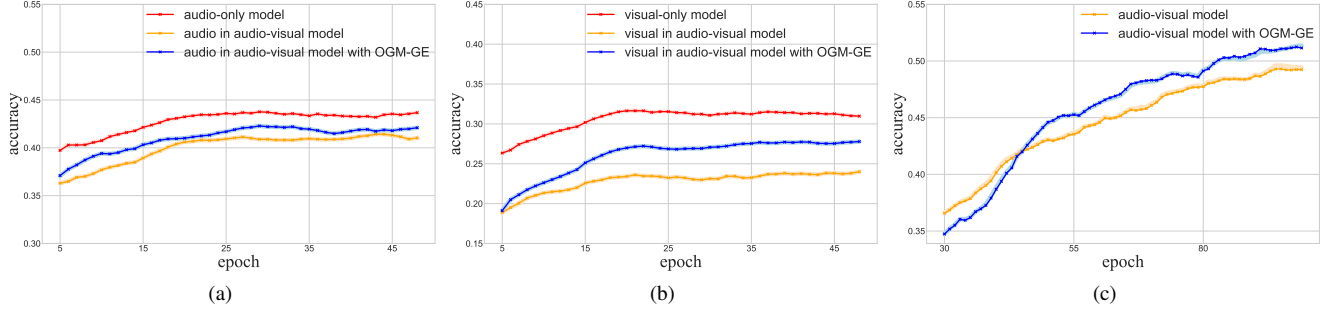 0.55
0.50
0.45
0.40
0.35
0.30
accuracy
audio-only model
audio in audio-visual model
audio in audio-visual model with OGM-GE
5 15 25 35 45
epoch
(a)
0.45
0.40
0.35
0.30
0.25
0.20
0.15
accuracy
visual-only model
visual in audio-visual model
visual in audio-visual model with OGM-GE
5 15 25 35 45
epoch
(b)
0.55
0.50
0.45
0.40
0.35
accuracy
audio-visual model
audio-visual model with OGM-GE
30 55 80
epoch
(c)